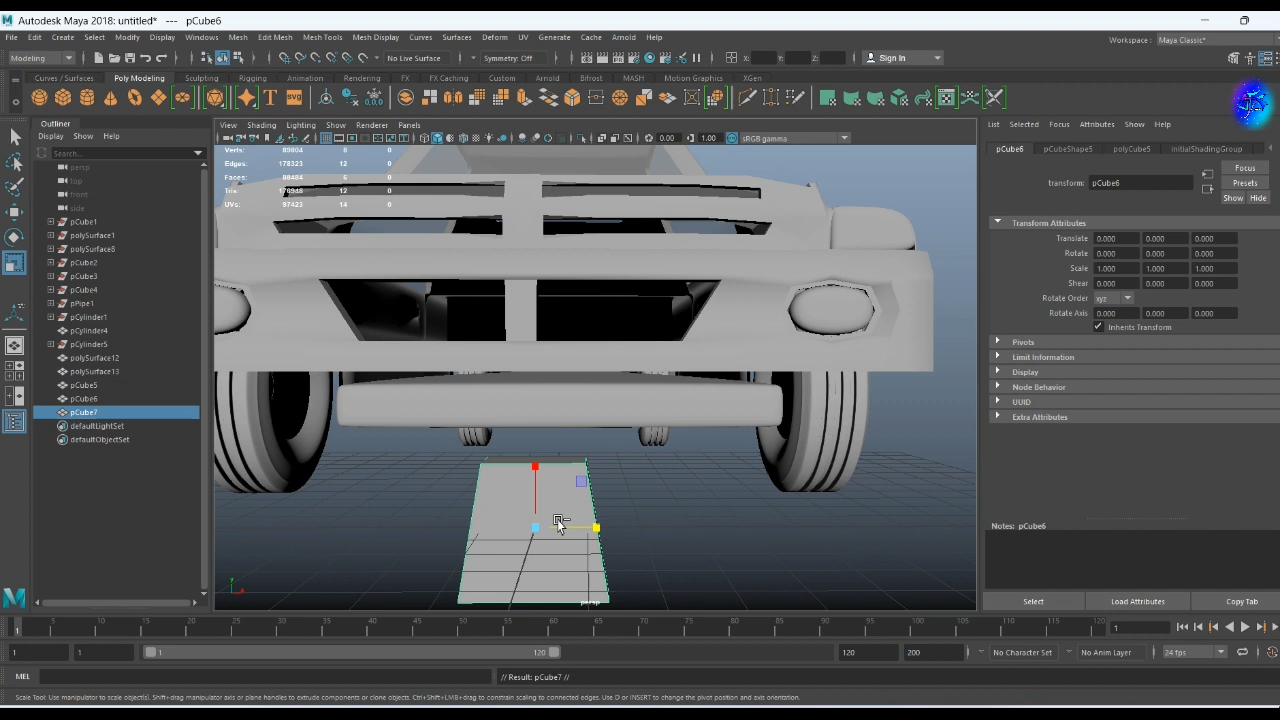 Autodesk Maya 2018: untitled*   ---   pCube6
File Edit Create Select Modify Display Windows Mesh Edit Mesh Mesh Tools Mesh Display Curves Surfaces Deform UV Generate Cache Arnold Help
Workspace : Maya Classic*
Modeling No Live Surface Symmetry: Off X: Y: Z: Sign In
Curves / Surfaces Poly Modeling Sculpting Rigging Animation Rendering FX FX Caching Custom Arnold Bifrost MASH Motion Graphics XGen
Outliner
Display Show Help
Search...
persp
top
front
side
pCube1
polySurface1
polySurface8
pCube2
pCube3
pCube4
pPipe1
pCylinder1
pCylinder4
pCylinder5
polySurface12
polySurface13
pCube5
pCube6
pCube7
defaultLightSet
defaultObjectSet
View Shading Lighting Show Renderer Panels
0.00 1.00 sRGB gamma
Verts: 89804 8 0
Edges: 178323 12 0
Faces: 88484 6 0
Tris: 176948 12 0
UVs: 97423 14 0
persp
List Selected Focus Attributes Show Help
pCube6 pCubeShape5 polyCube5 initialShadingGroup
transform: pCube6
Focus
Presets
Show Hide
Transform Attributes
Translate 0.000 0.000 0.000
Rotate 0.000 0.000 0.000
Scale 1.000 1.000 1.000
Shear 0.000 0.000 0.000
Rotate Order xyz
Rotate Axis 0.000 0.000 0.000
Inherits Transform
Pivots
Limit Information
Display
Node Behavior
UUID
Extra Attributes
Notes: pCube6
Select Load Attributes Copy Tab
1 5 10 15 20 25 30 35 40 45 50 55 60 65 70 75 80 85 90 95 100 105 110 115 120 1
1 1 1 120 120 200 No Character Set No Anim Layer 24 fps
MEL // Result: pCube7 //
Scale Tool: Use manipulator to scale object(s). Shift+drag manipulator axis or plane handles to extrude components or clone objects. Ctrl+Shift+LMB+drag to constrain scaling to connected edges. Use D or INSERT to change the pivot position and axis orientation.